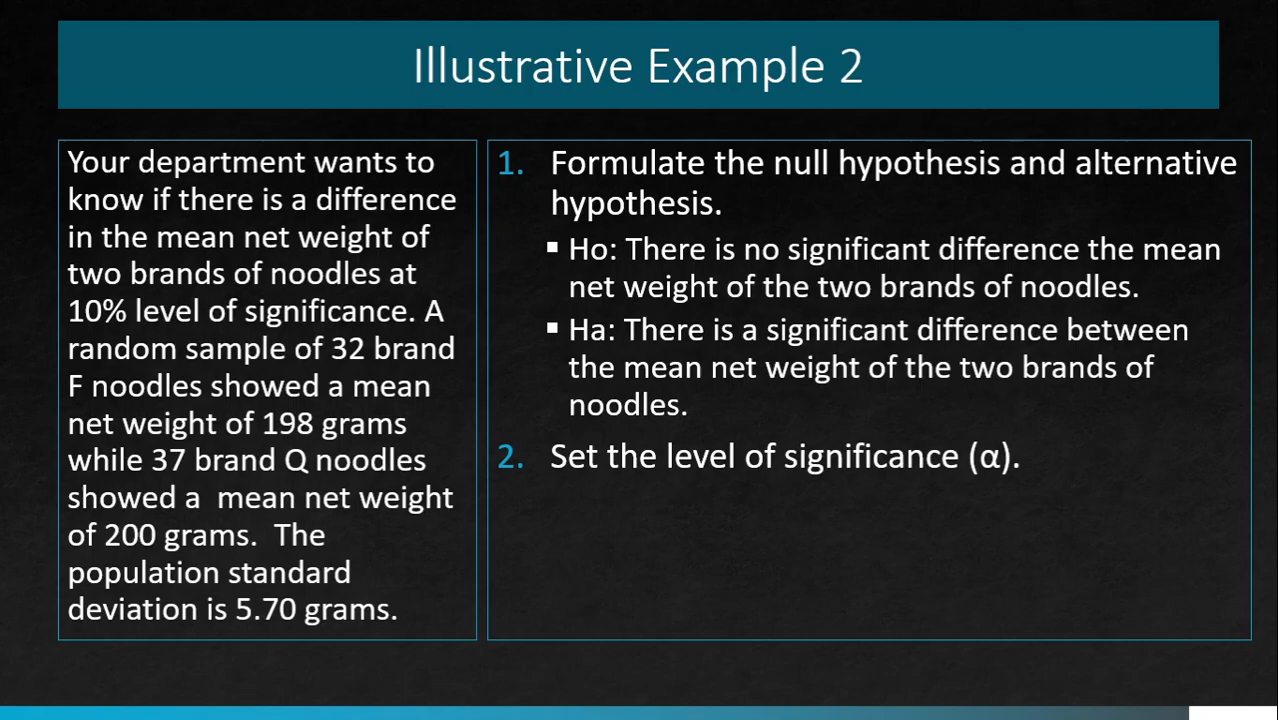 Illustrative Example 2
Your department wants to
know if there is a difference
in the mean net weight of
two brands of noodles at
10% level of significance. A
random sample of 32 brand
F noodles showed a mean
net weight of 198 grams
while 37 brand Q noodles
showed a  mean net weight
of 200 grams.  The
population standard
deviation is 5.70 grams.
1. Formulate the null hypothesis and alternative
hypothesis.
▪ Ho: There is no significant difference the mean
net weight of the two brands of noodles.
▪ Ha: There is a significant difference between
the mean net weight of the two brands of
noodles.
2. Set the level of significance (α).